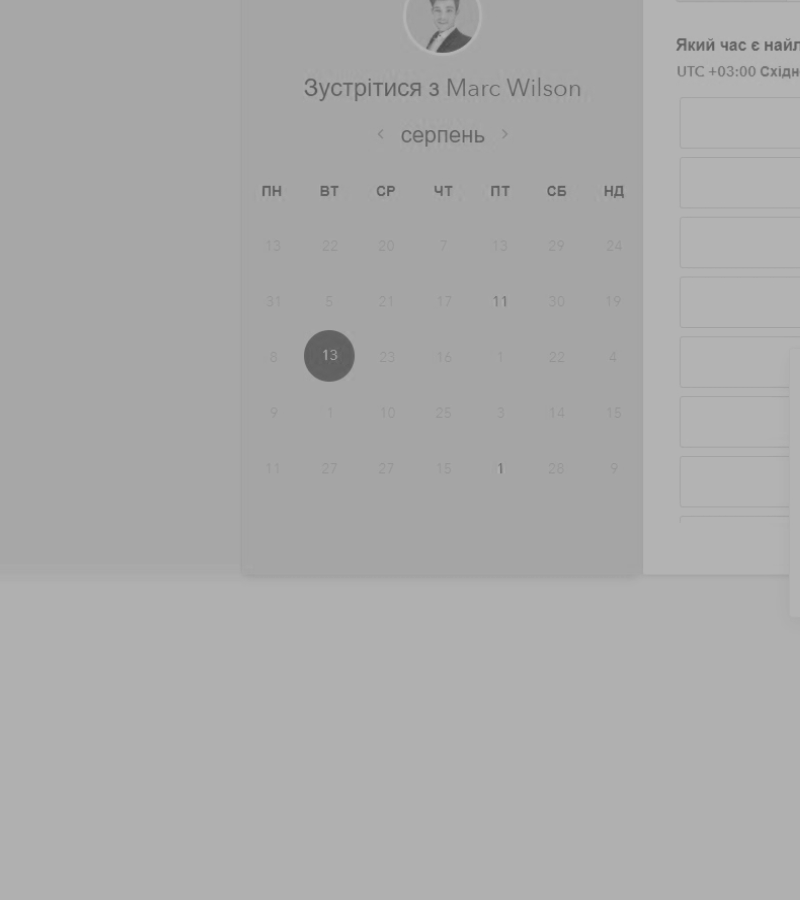 Зустрітися з Marc Wilson
серпень
ПН ВТ СР ЧТ ПТ СБ НД
13 22 20 7 13 29 24
31 5 21 17 11 30 19
8 13 23 16 1 22 4
9 1 10 25 3 14 15
11 27 27 15 1 28 9
Який час є найл
UTC +03:00 Східн